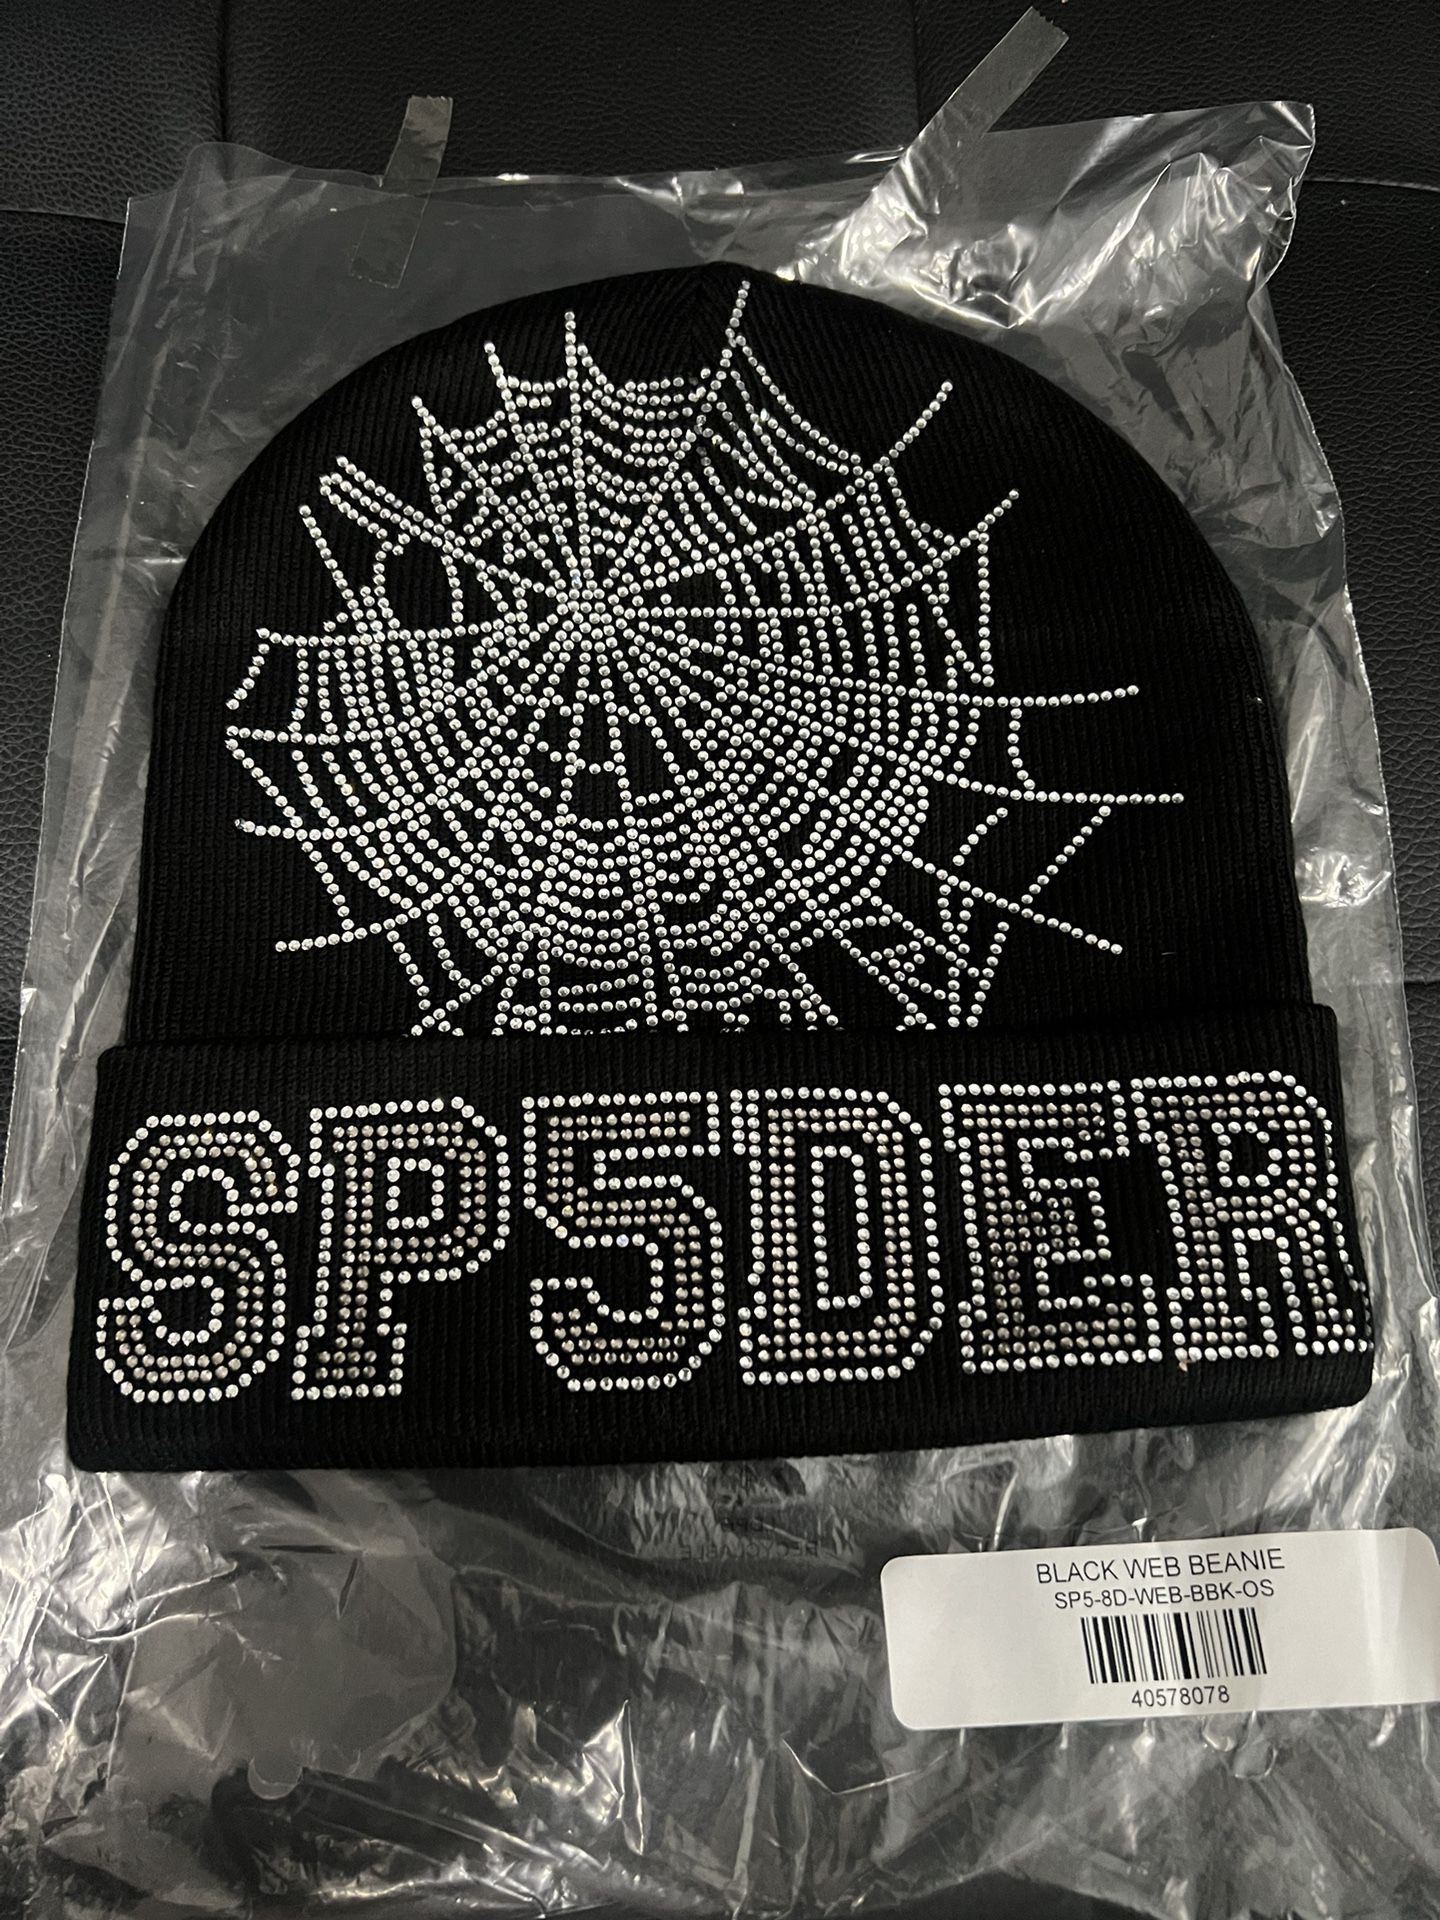 SP5DER
BLACK WEB BEANIE
SP5-8D-WEB-BBK-OS
40578078